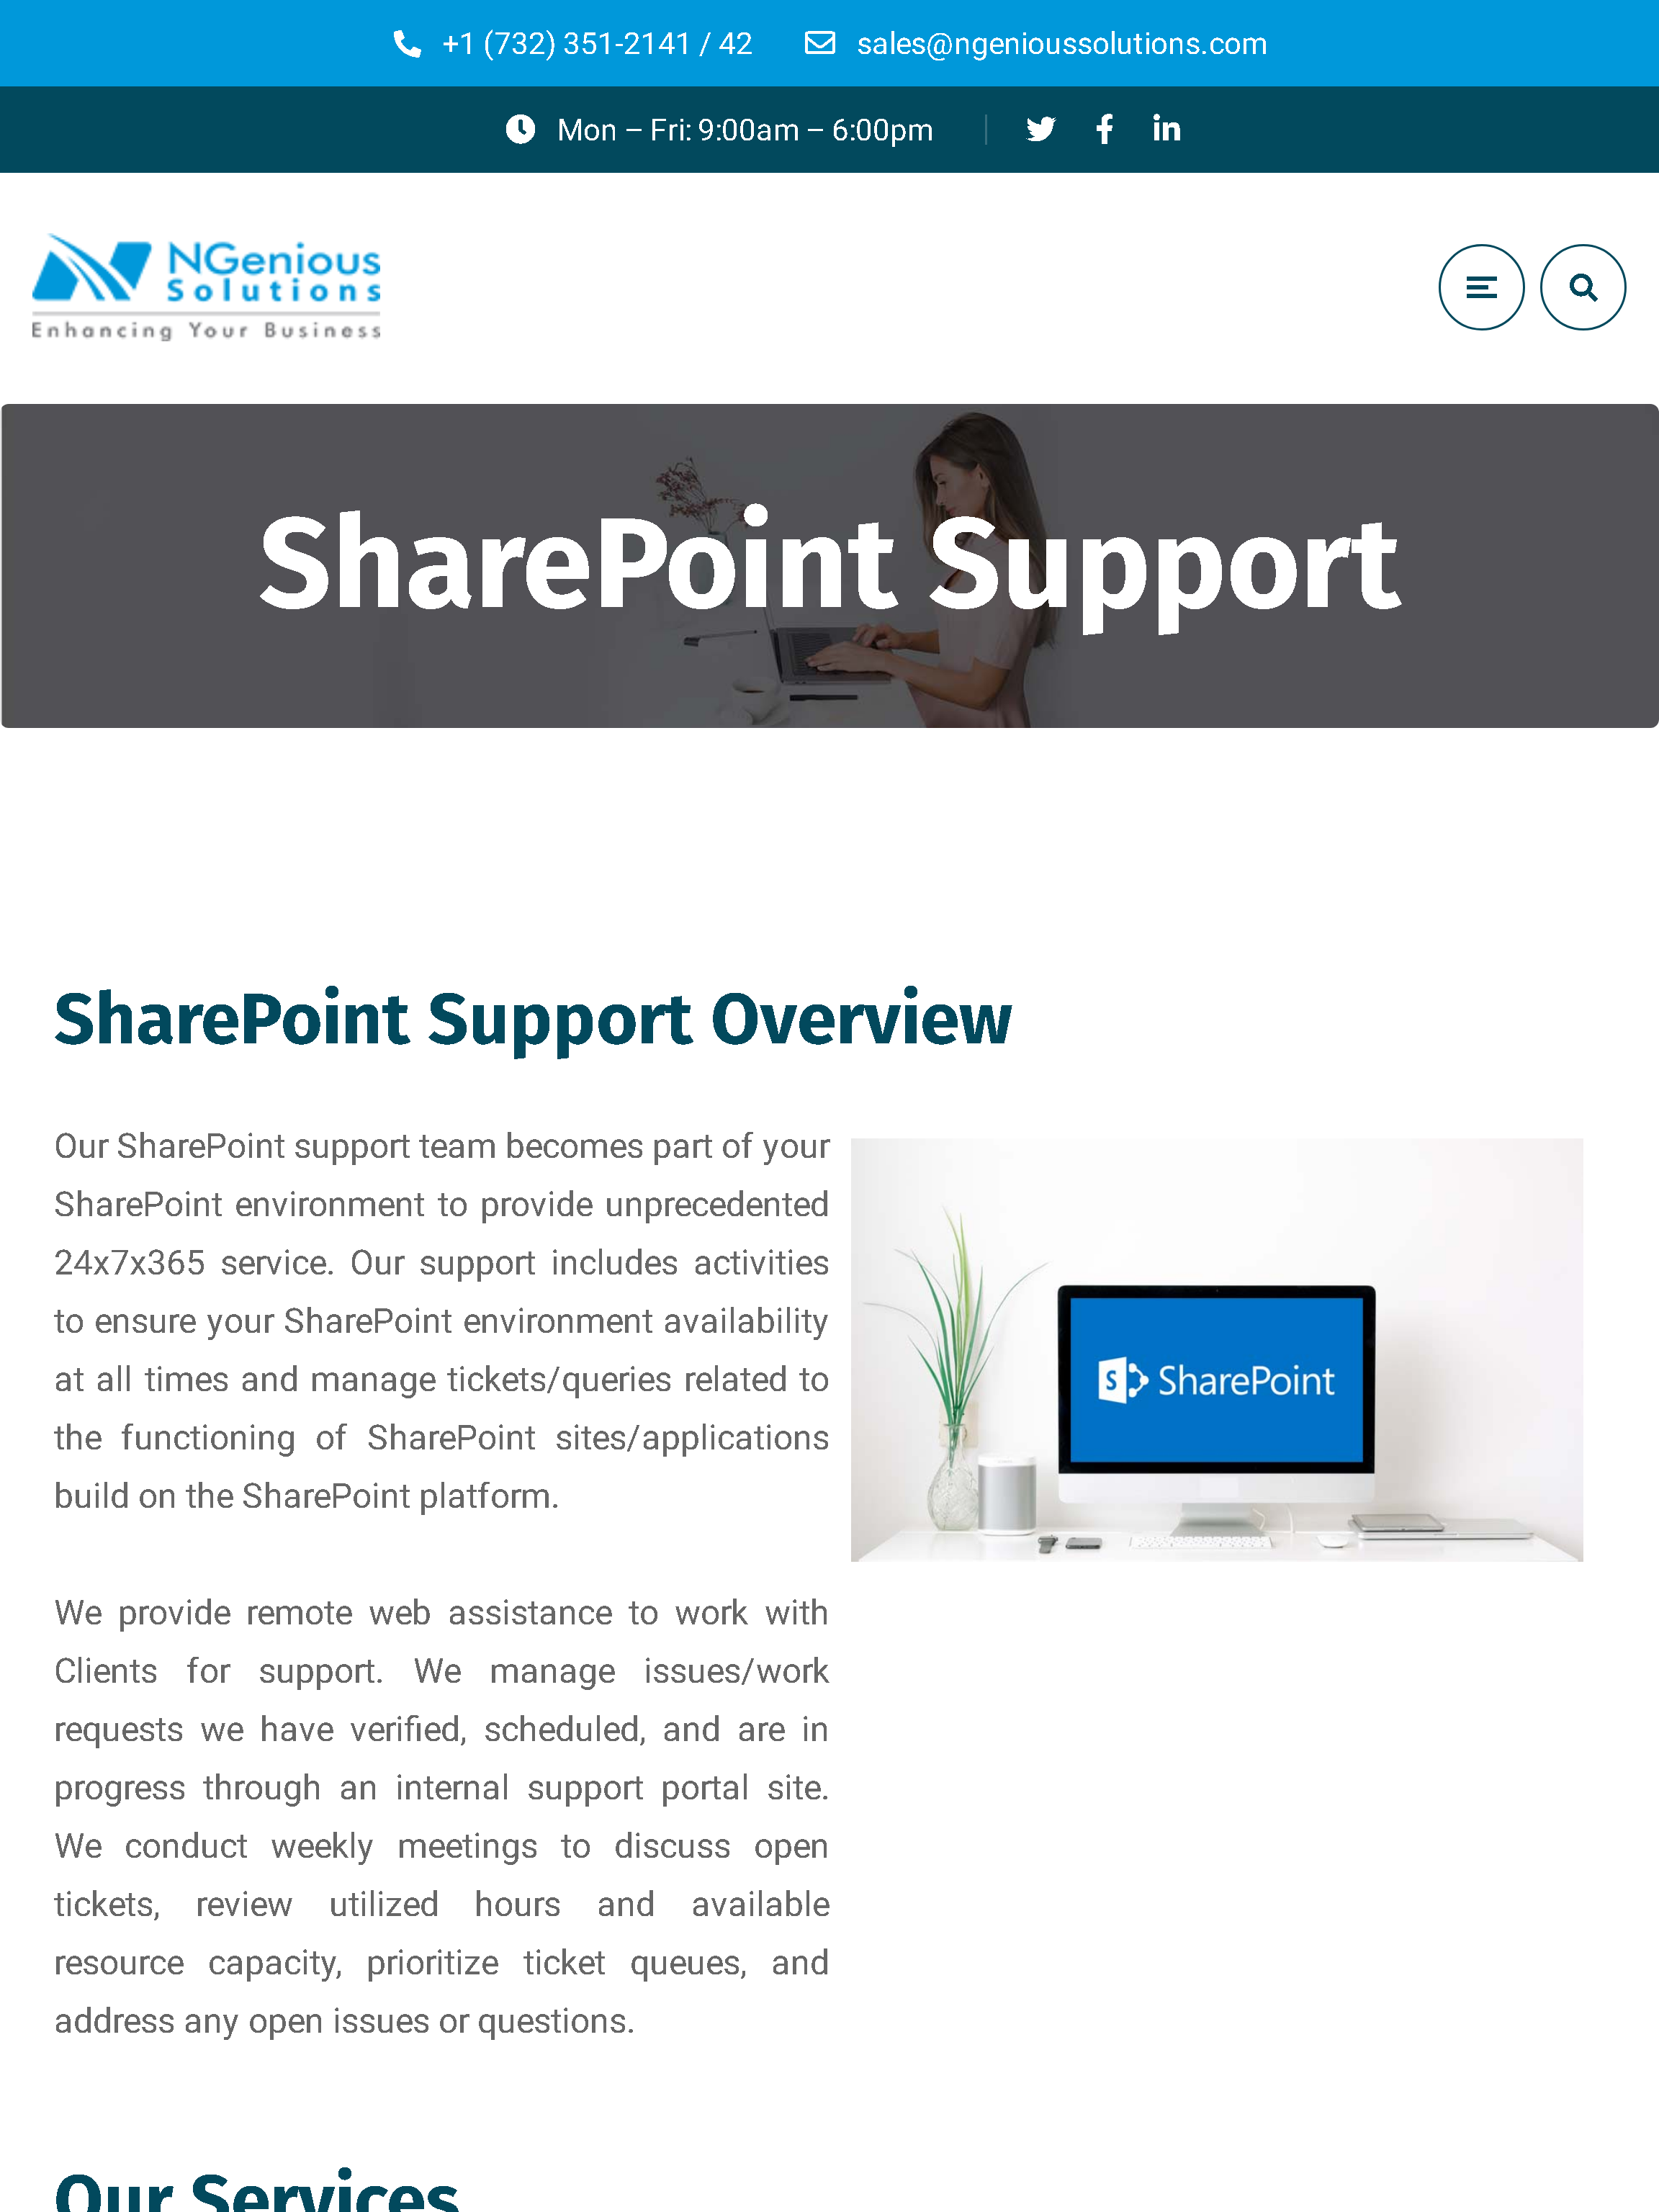 +1 (732) 351-2141 / 42 sales@ngenioussolutions.com
Mon – Fri: 9:00am – 6:00pm
NGenious
Solutions
Enhancing Your Business
SharePoint Support
SharePoint Support Overview
Our SharePoint support team becomes part of your
SharePoint environment to provide unprecedented
24x7x365 service. Our support includes activities
to ensure your SharePoint environment availability
at all times and manage tickets/queries related to
the functioning of SharePoint sites/applications
build on the SharePoint platform.
S SharePoint
We provide remote web assistance to work with
Clients for support. We manage issues/work
requests we have verified, scheduled, and are in
progress through an internal support portal site.
We conduct weekly meetings to discuss open
tickets, review utilized hours and available
resource capacity, prioritize ticket queues, and
address any open issues or questions.
Our Services